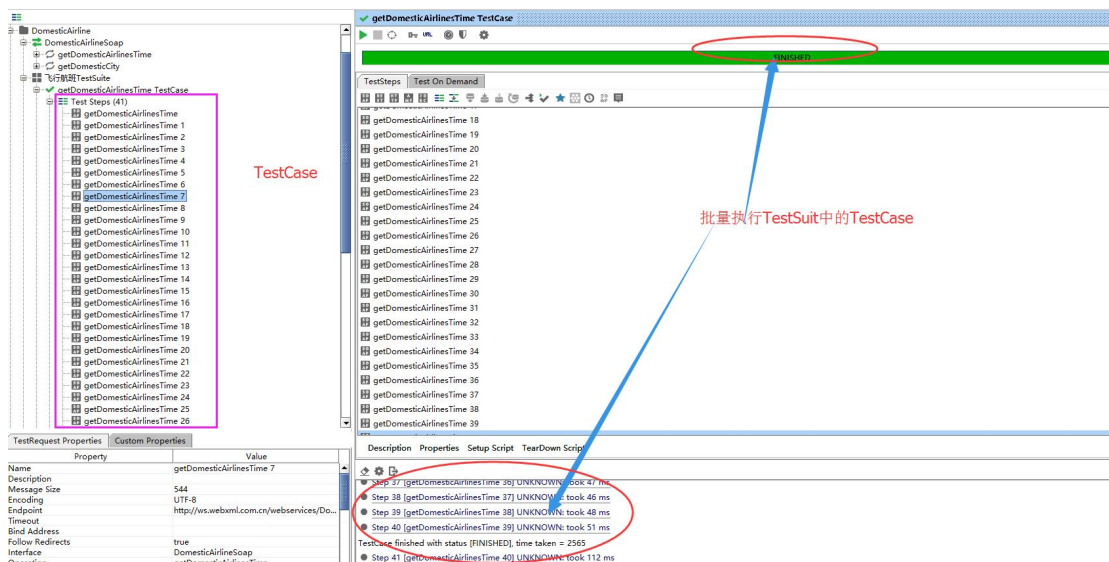 DomesticAirline
DomesticAirlineSoap
getDomesticAirlinesTime
getDomesticCity
飞行航班TestSuite
getDomesticAirlinesTime TestCase
Test Steps (41)
getDomesticAirlinesTime
getDomesticAirlinesTime 1
getDomesticAirlinesTime 2
getDomesticAirlinesTime 3
getDomesticAirlinesTime 4
getDomesticAirlinesTime 5
getDomesticAirlinesTime 6
getDomesticAirlinesTime 7
getDomesticAirlinesTime 8
getDomesticAirlinesTime 9
getDomesticAirlinesTime 10
getDomesticAirlinesTime 11
getDomesticAirlinesTime 12
getDomesticAirlinesTime 13
getDomesticAirlinesTime 14
getDomesticAirlinesTime 15
getDomesticAirlinesTime 16
getDomesticAirlinesTime 17
getDomesticAirlinesTime 18
getDomesticAirlinesTime 19
getDomesticAirlinesTime 20
getDomesticAirlinesTime 21
getDomesticAirlinesTime 22
getDomesticAirlinesTime 23
getDomesticAirlinesTime 24
getDomesticAirlinesTime 25
getDomesticAirlinesTime 26
TestCase
TestRequest Properties Custom Properties
Property Value
Name getDomesticAirlinesTime 7
Description
Message Size 544
Encoding UTF-8
Endpoint http://ws.webxml.com.cn/webservices/Do...
Timeout
Bind Address
Follow Redirects true
Interface DomesticAirlineSoap
getDomesticAirlinesTime TestCase
URL
FINISHED
TestSteps Test On Demand
getDomesticAirlinesTime 18
getDomesticAirlinesTime 19
getDomesticAirlinesTime 20
getDomesticAirlinesTime 21
getDomesticAirlinesTime 22
getDomesticAirlinesTime 23
getDomesticAirlinesTime 24
getDomesticAirlinesTime 25
getDomesticAirlinesTime 26
getDomesticAirlinesTime 27
getDomesticAirlinesTime 28
getDomesticAirlinesTime 29
getDomesticAirlinesTime 30
getDomesticAirlinesTime 31
getDomesticAirlinesTime 32
getDomesticAirlinesTime 33
getDomesticAirlinesTime 34
getDomesticAirlinesTime 35
getDomesticAirlinesTime 36
getDomesticAirlinesTime 37
getDomesticAirlinesTime 38
getDomesticAirlinesTime 39
批量执行TestSuit中的TestCase
Description Properties Setup Script TearDown Script
Step 37 [getDomesticAirlinesTime 36] UNKNOWN: took 47 ms
Step 38 [getDomesticAirlinesTime 37] UNKNOWN: took 46 ms
Step 39 [getDomesticAirlinesTime 38] UNKNOWN: took 48 ms
Step 40 [getDomesticAirlinesTime 39] UNKNOWN: took 51 ms
TestCase finished with status [FINISHED], time taken = 2565
Step 41 [getDomesticAirlinesTime 40] UNKNOWN: took 112 ms